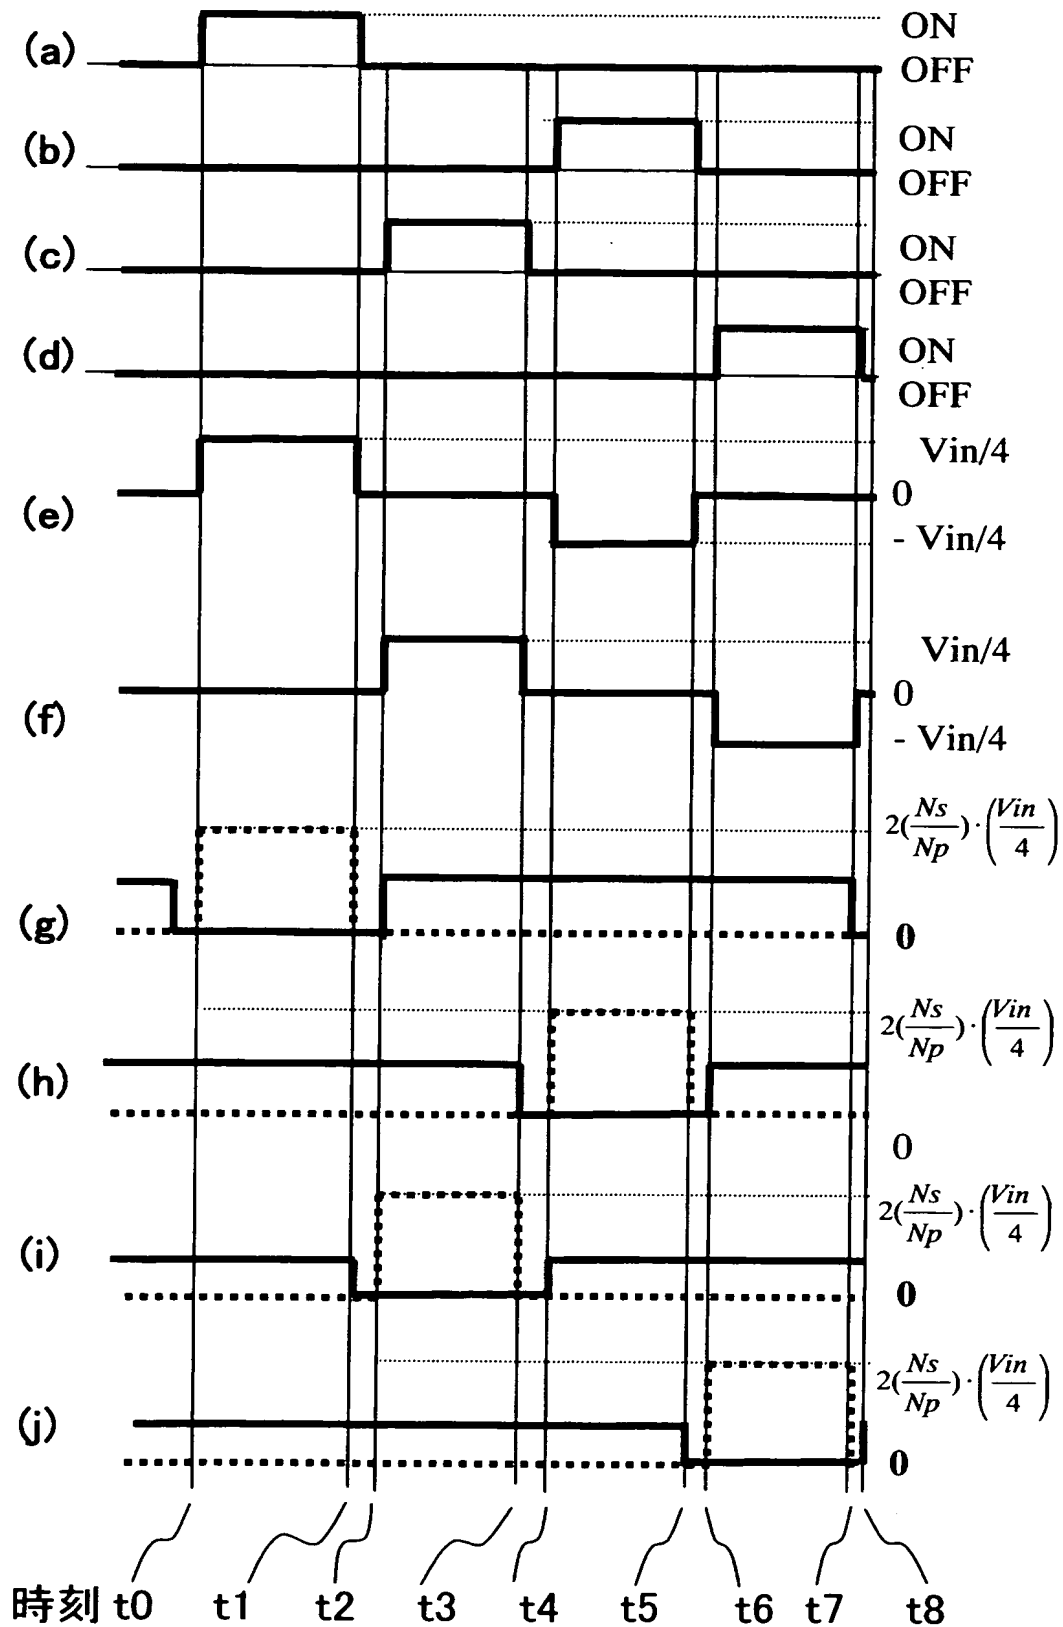 (a)
ON
OFF
(b)
ON
OFF
(c)
ON
OFF
(d)
ON
OFF
(e)
Vin/4
0
- Vin/4
(f)
Vin/4
0
- Vin/4
(g)
2(Ns/Np)·(Vin/4)
0
(h)
2(Ns/Np)·(Vin/4)
0
(i)
2(Ns/Np)·(Vin/4)
0
(j)
2(Ns/Np)·(Vin/4)
0
時刻 t0 t1 t2 t3 t4 t5 t6 t7 t8